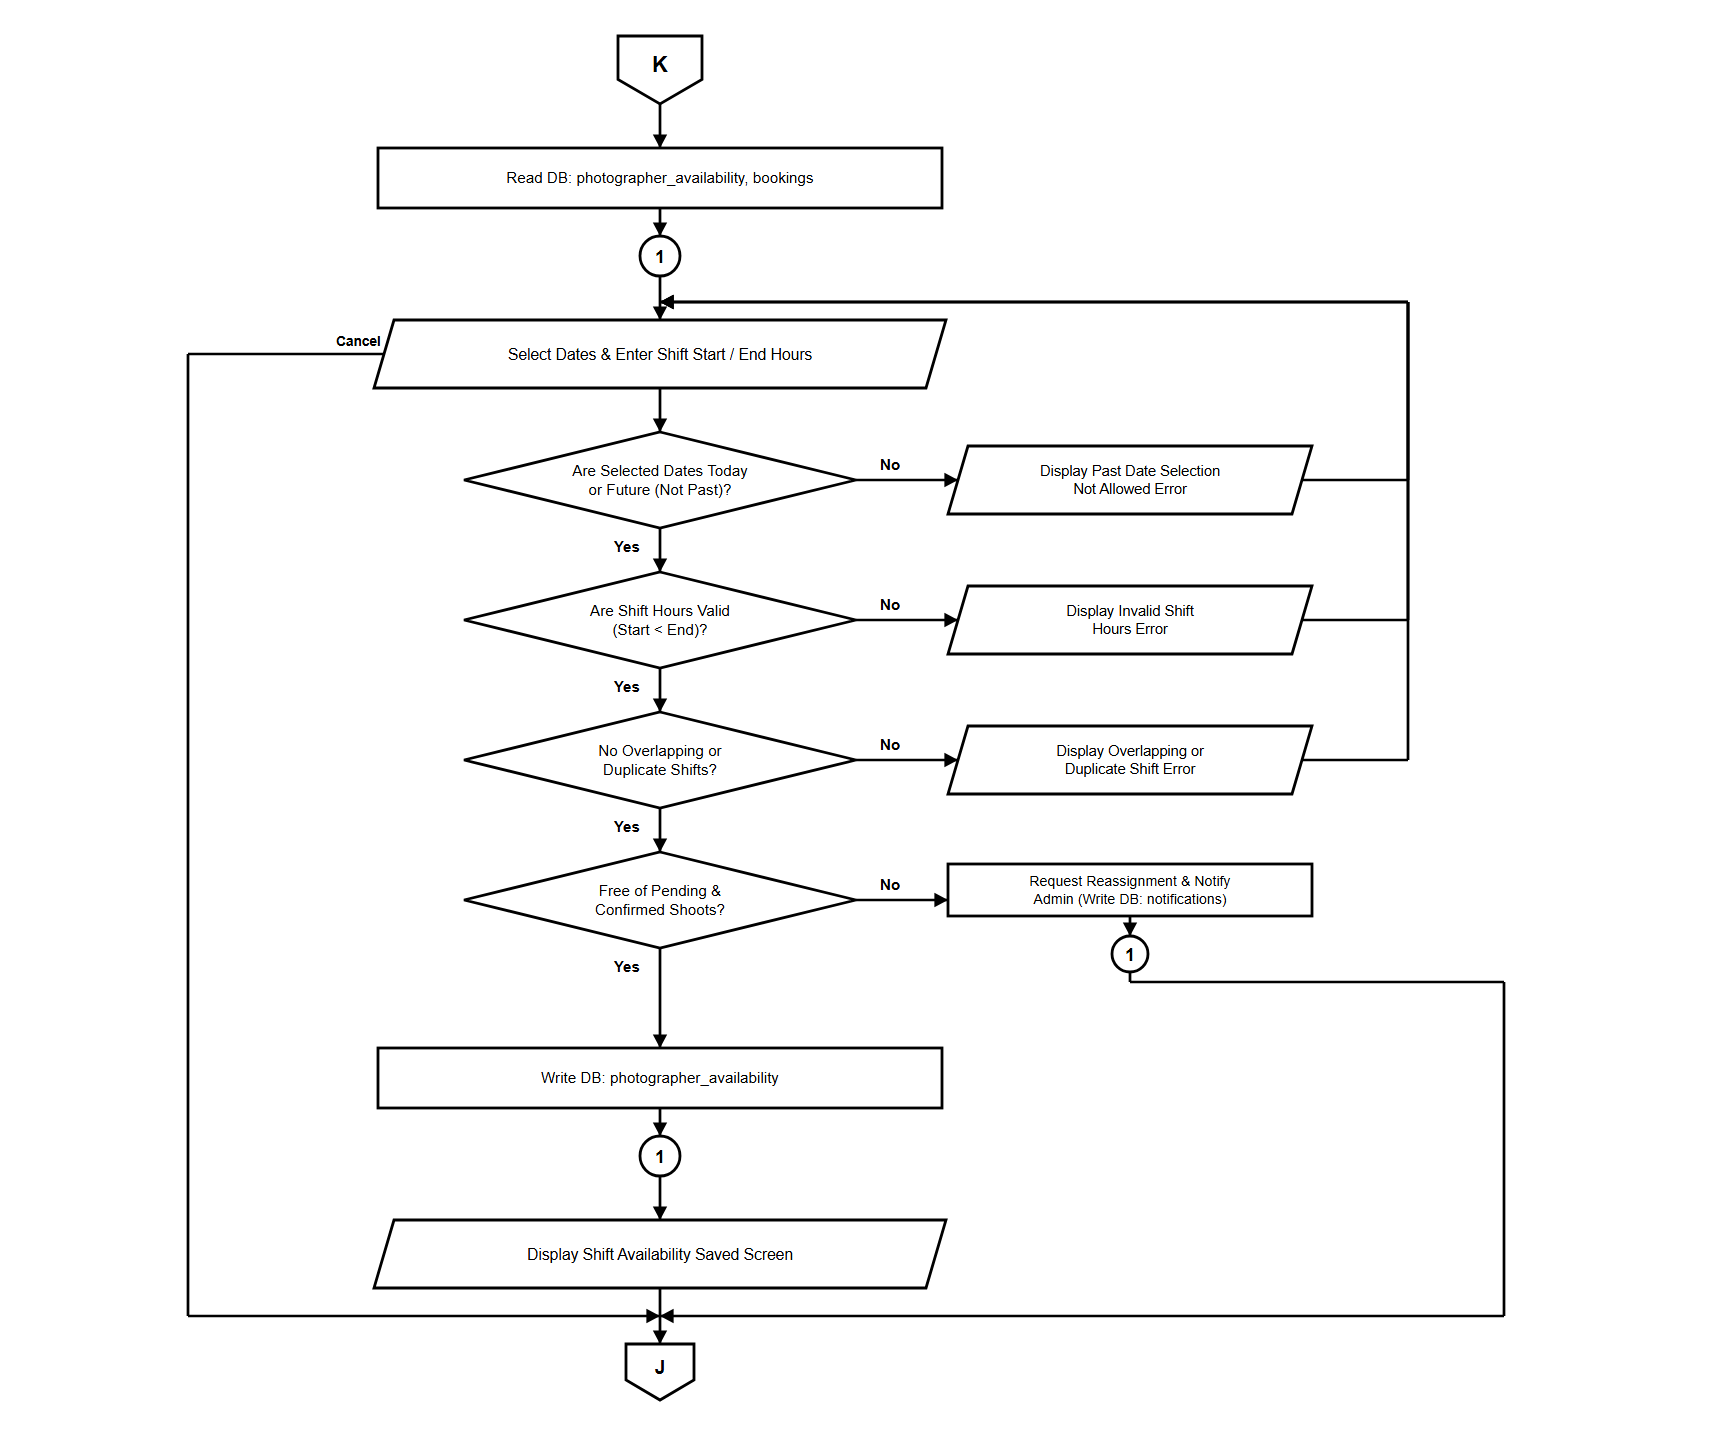 K
Read DB: photographer_availability, bookings
1
Cancel
Select Dates & Enter Shift Start / End Hours
Are Selected Dates Today
or Future (Not Past)?
No
Display Past Date Selection
Not Allowed Error
Yes
Are Shift Hours Valid
(Start < End)?
No
Display Invalid Shift
Hours Error
Yes
No Overlapping or
Duplicate Shifts?
No
Display Overlapping or
Duplicate Shift Error
Yes
Free of Pending &
Confirmed Shoots?
No
Request Reassignment & Notify
Admin (Write DB: notifications)
1
Yes
Write DB: photographer_availability
1
Display Shift Availability Saved Screen
J